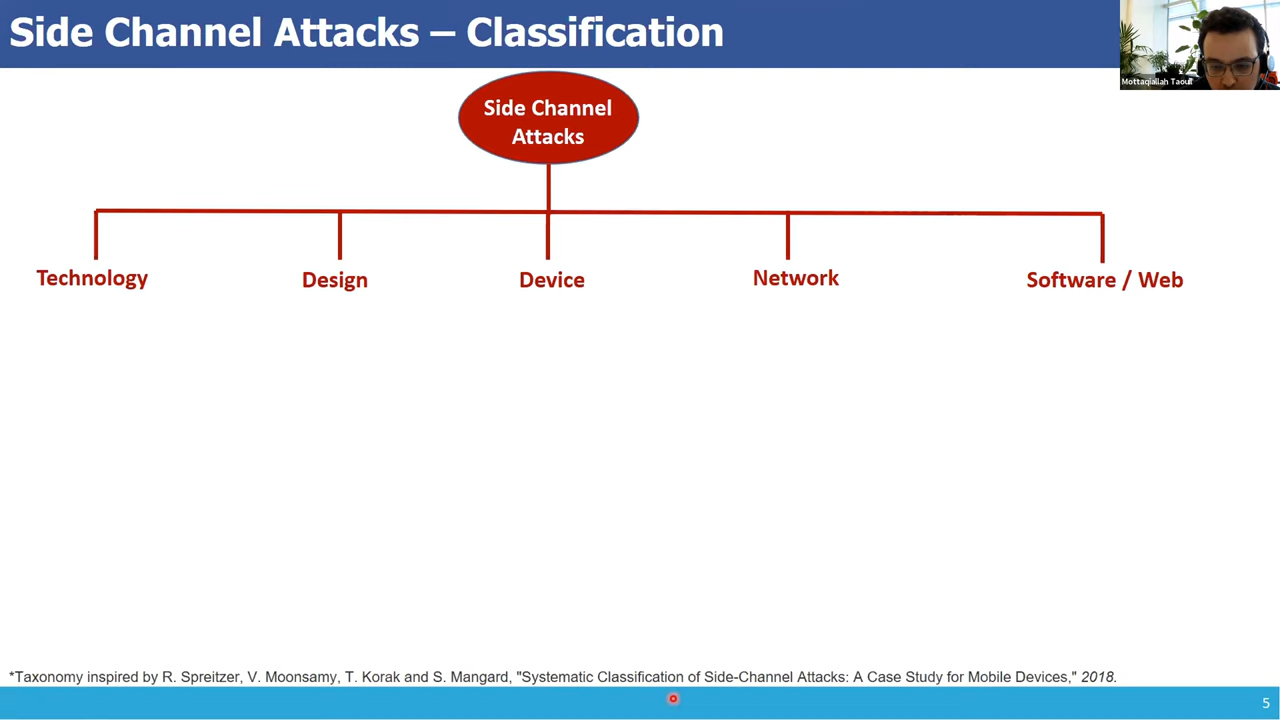 Side Channel Attacks – Classification
Mottaqiallah Taouil
Side Channel
Attacks
Technology
Design
Device
Network
Software / Web
*Taxonomy inspired by R. Spreitzer, V. Moonsamy, T. Korak and S. Mangard, "Systematic Classification of Side-Channel Attacks: A Case Study for Mobile Devices," 2018.
5